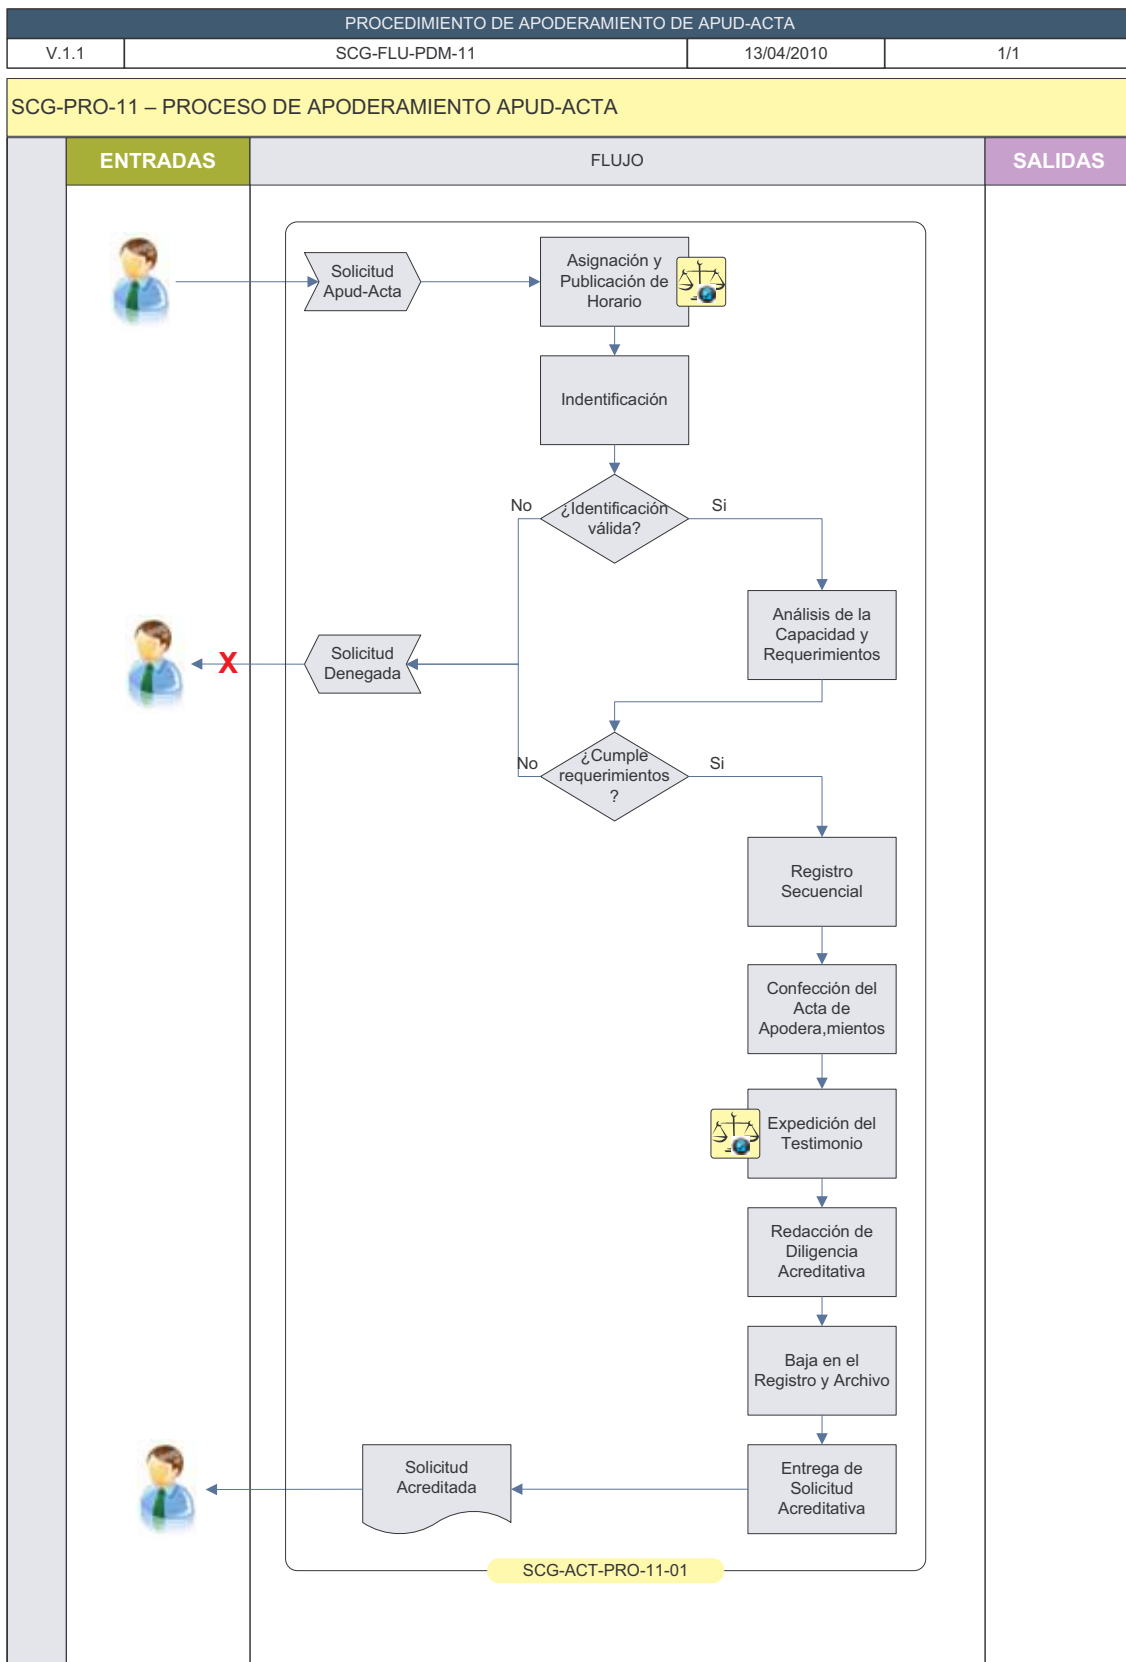 PROCEDIMIENTO DE APODERAMIENTO DE APUD-ACTA
V.1.1
SCG-FLU-PDM-11
13/04/2010
1/1
SCG-PRO-11 – PROCESO DE APODERAMIENTO APUD-ACTA
ENTRADAS
FLUJO
SALIDAS
Solicitud
Apud-Acta
Asignación y
Publicación de
Horario
Indentificación
No
¿Identificación
válida?
Si
Análisis de la
Capacidad y
Requerimientos
X
Solicitud
Denegada
No
¿Cumple
requerimientos
?
Si
Registro
Secuencial
Confección del
Acta de
Apodera,mientos
Expedición del
Testimonio
Redacción de
Diligencia
Acreditativa
Baja en el
Registro y Archivo
Solicitud
Acreditada
Entrega de
Solicitud
Acreditativa
SCG-ACT-PRO-11-01